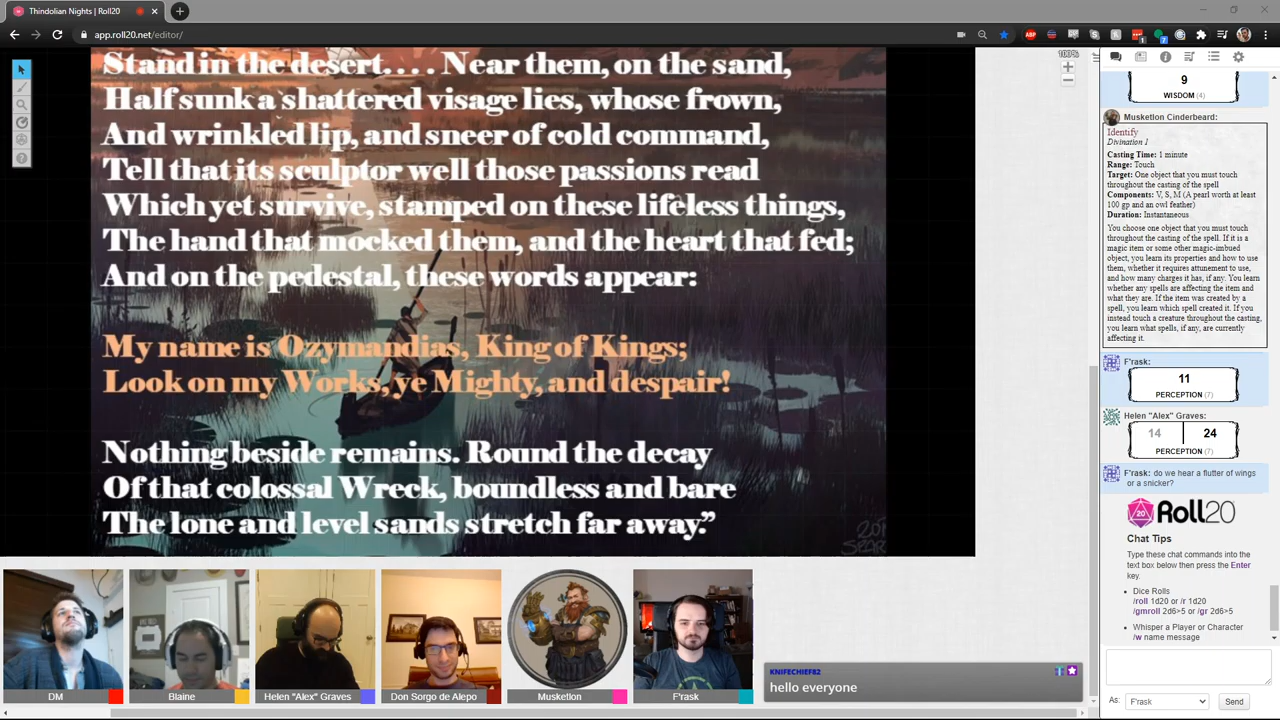 Thindolian Nights | Roll20
app.roll20.net/editor/
Stand in the desert. . . . Near them, on the sand,
Half sunk a shattered visage lies, whose frown,
And wrinkled lip, and sneer of cold command,
Tell that its sculptor well those passions read
Which yet survive, stamped on these lifeless things,
The hand that mocked them, and the heart that fed;
And on the pedestal, these words appear:
My name is Ozymandias, King of Kings;
Look on my Works, ye Mighty, and despair!
Nothing beside remains. Round the decay
Of that colossal Wreck, boundless and bare
The lone and level sands stretch far away.”
100%
9
WISDOM (4)
Musketlon Cinderbeard:
Identify
Divination 1
Casting Time: 1 minute
Range: Touch
Target: One object that you must touch
throughout the casting of the spell
Components: V, S, M (A pearl worth at least
100 gp and an owl feather)
Duration: Instantaneous
You choose one object that you must touch
throughout the casting of the spell. If it is a
magic item or some other magic-imbued
object, you learn its properties and how to use
them, whether it requires attunement to use,
and how many charges it has, if any. You learn
whether any spells are affecting the item and
what they are. If the item was created by a
spell, you learn which spell created it. If you
instead touch a creature throughout the casting,
you learn what spells, if any, are currently
affecting it.
F'rask:
11
PERCEPTION (7)
Helen "Alex" Graves:
14 24
PERCEPTION (7)
F'rask: do we hear a flutter of wings
or a snicker?
20 Roll20
Chat Tips
Type these chat commands into the
text box below then press the Enter
key.
Dice Rolls
/roll 1d20 or /r 1d20
/gmroll 2d6>5 or /gr 2d6>5
Whisper a Player or Character
/w name message
As: F'rask Send
DM
Blaine
Helen "Alex" Graves
Don Sorgo de Alepo
Musketlon
F'rask
KNIFECHIEF82
hello everyone